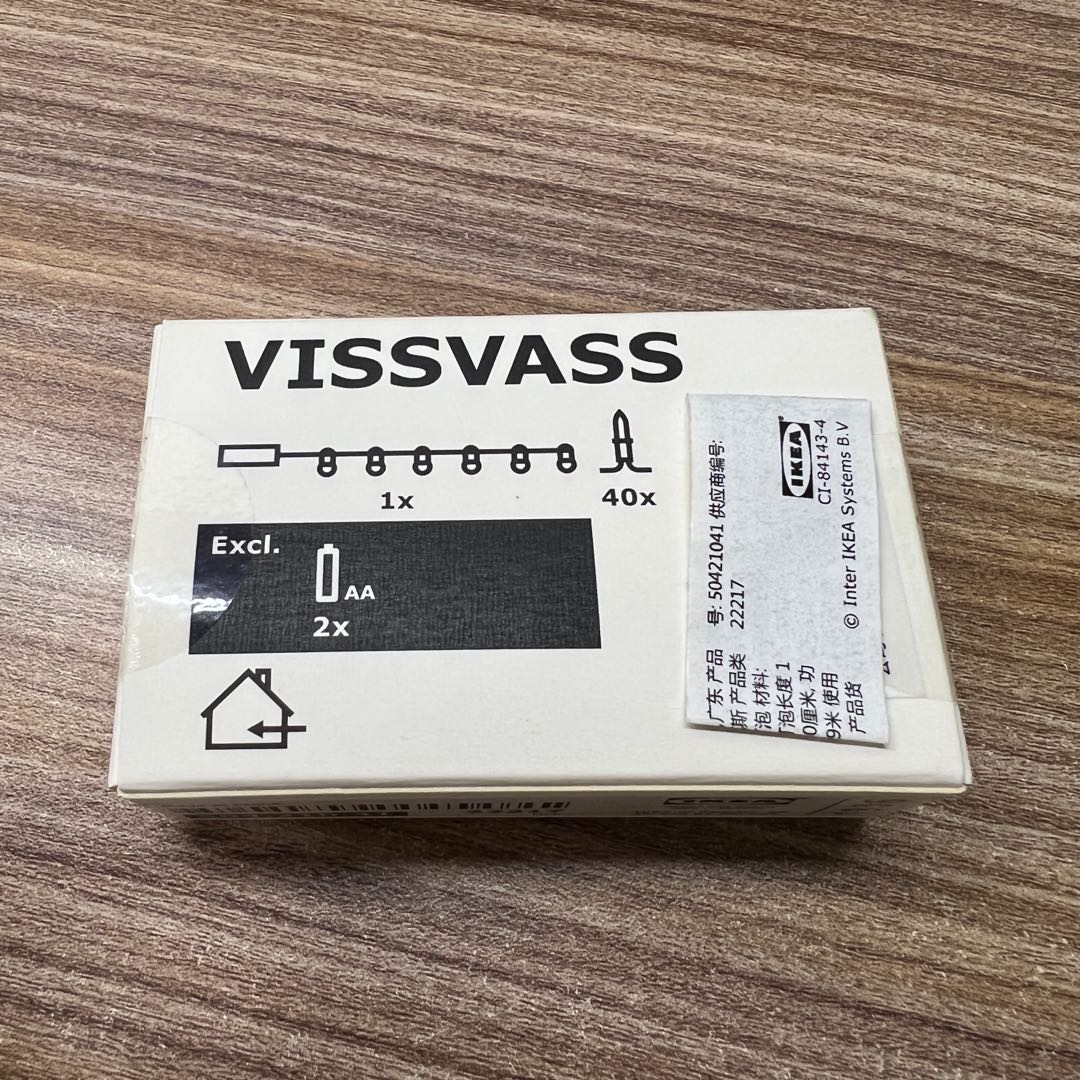 VISSVASS
1x
40x
Excl.
AA
2x
IKEA
CI-84143-4
© Inter IKEA Systems B.V
号: 50421041 供应商编号:
22217
广东 产品
斯 产品类
泡 材料:
泡长度 1
0厘米, 功
9米 使用
产品货
IKEA